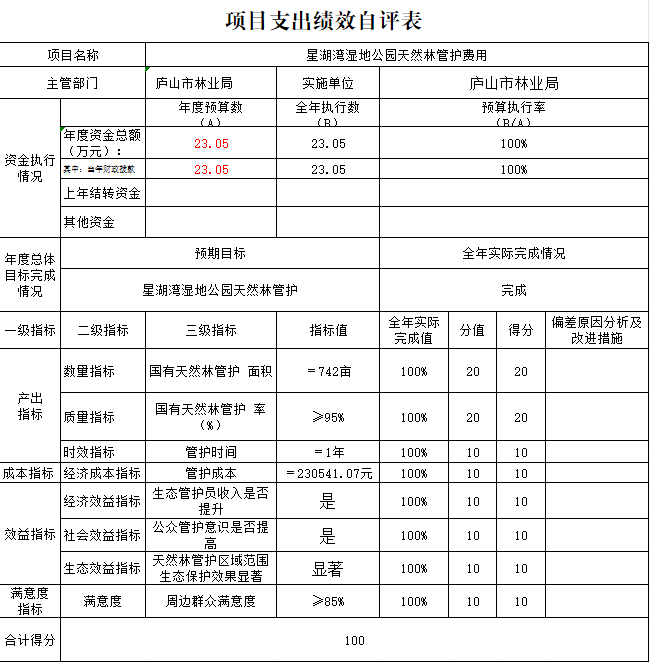 项目支出绩效自评表
项目名称 星湖湾湿地公园天然林管护费用
主管部门 庐山市林业局 实施单位 庐山市林业局
资金执行
情况
年度预算数
（A）
全年执行数
（B）
预算执行率
（B/A）
年度资金总额
（万元）：
23.05 23.05 100%
其中：当年财政拨款 23.05 23.05 100%
上年结转资金
其他资金
年度总体
目标完成
情况
预期目标 全年实际完成情况
星湖湾湿地公园天然林管护 完成
一级指标 二级指标 三级指标 指标值
全年实际
完成值
分值 得分
偏差原因分析及
改进措施
产出
指标
数量指标 国有天然林管护 面积 ＝742亩 100% 20 20
质量指标
国有天然林管护 率
（%）
≥95% 100% 20 20
时效指标 管护时间 ＝1年 100% 10 10
成本指标 经济成本指标 管护成本 ＝230541.07元 100% 10 10
效益指标
经济效益指标
生态管护员收入是否
提升
是 100% 10 10
社会效益指标
公众管护意识是否提
高
是 100% 10 10
生态效益指标
天然林管护区域范围
生态保护效果显著
显著 100% 10 10
满意度
指标
满意度 周边群众满意度 ≥85% 100% 10 10
合计得分 100